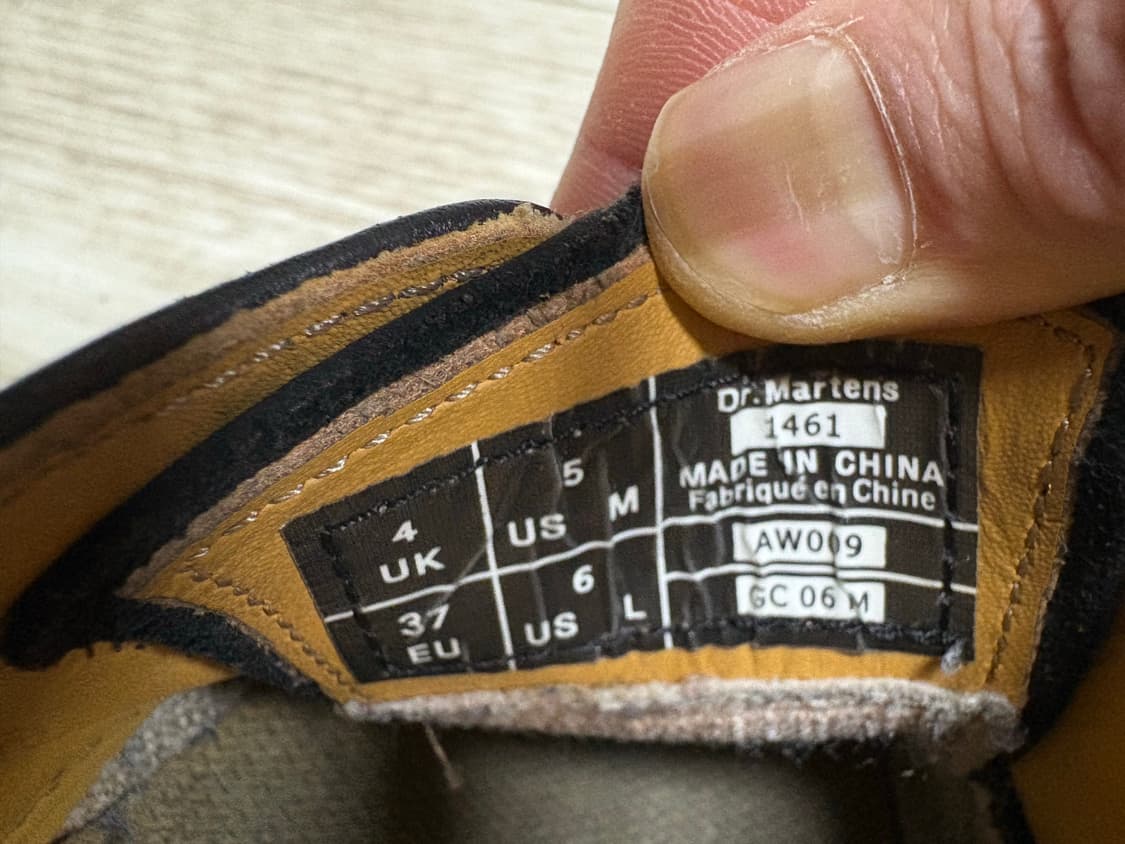 4
UK
37
EU
5
US M
6
US L
Dr. Martens
1461
MADE IN CHINA
Fabriqué en Chine
AW009
GC 06 M